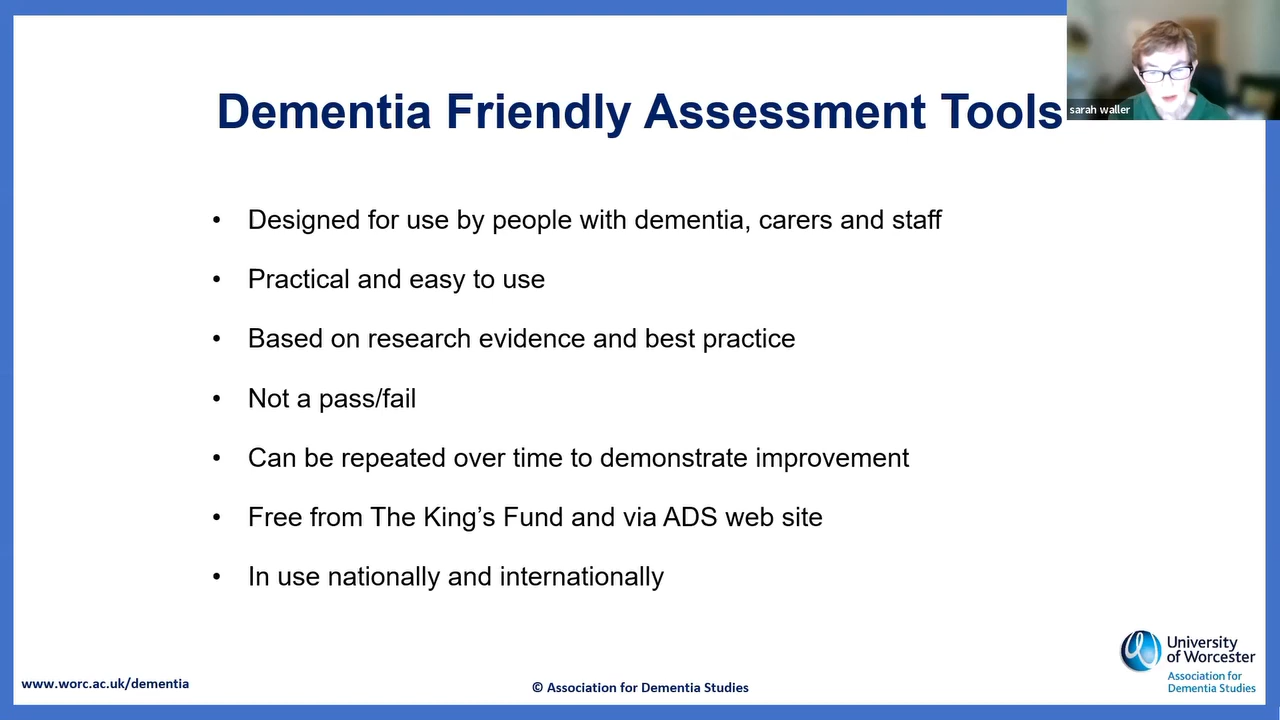 Dementia Friendly Assessment Tools
sarah waller
• Designed for use by people with dementia, carers and staff
• Practical and easy to use
• Based on research evidence and best practice
• Not a pass/fail
• Can be repeated over time to demonstrate improvement
• Free from The King’s Fund and via ADS web site
• In use nationally and internationally
www.worc.ac.uk/dementia
© Association for Dementia Studies
University
of Worcester
Association for
Dementia Studies